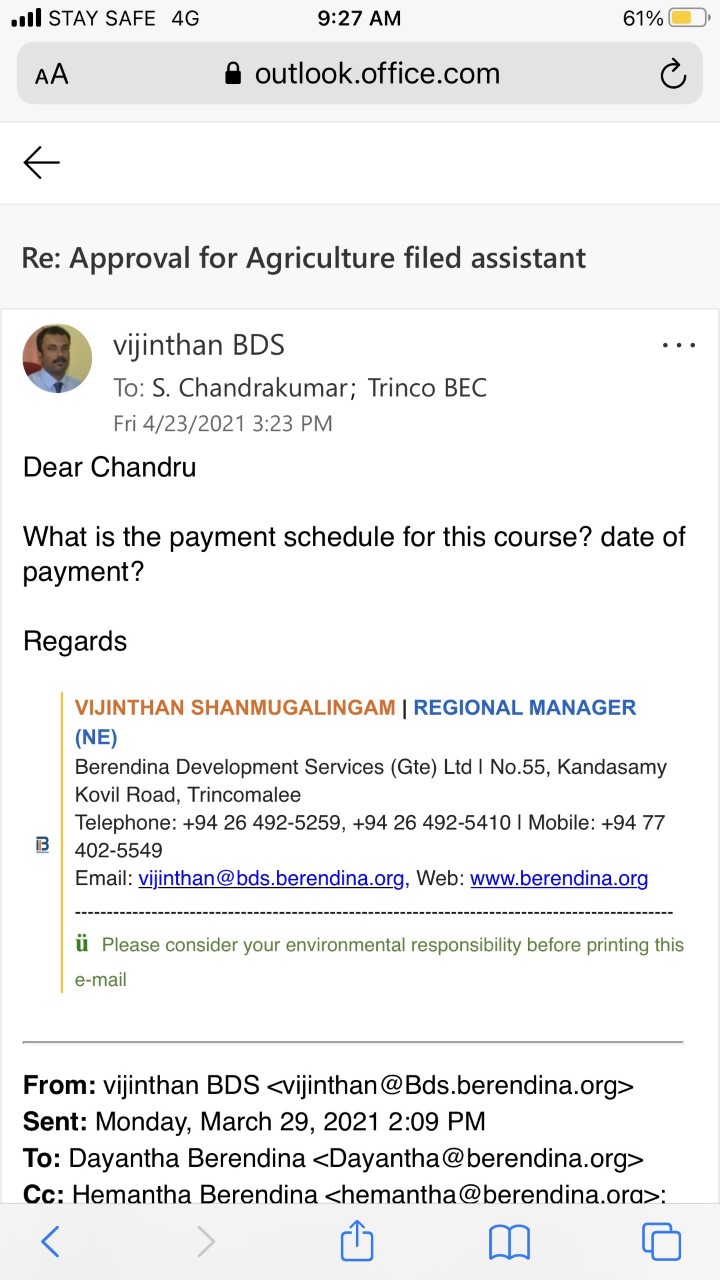 STAY SAFE 4G 9:27 AM 61%
AA outlook.office.com
Re: Approval for Agriculture filed assistant
vijinthan BDS
To: S. Chandrakumar; Trinco BEC
Fri 4/23/2021 3:23 PM
Dear Chandru
What is the payment schedule for this course? date of
payment?
Regards
VIJINTHAN SHANMUGALINGAM | REGIONAL MANAGER
(NE)
Berendina Development Services (Gte) Ltd l No.55, Kandasamy
Kovil Road, Trincomalee
Telephone: +94 26 492-5259, +94 26 492-5410 l Mobile: +94 77
402-5549
B
Email: vijinthan@bds.berendina.org, Web: www.berendina.org
--------------------------------------------------------------------------------------------
ü Please consider your environmental responsibility before printing this
e-mail
From: vijinthan BDS <vijinthan@Bds.berendina.org>
Sent: Monday, March 29, 2021 2:09 PM
To: Dayantha Berendina <Dayantha@berendina.org>
Cc: Hemantha Berendina <hemantha@berendina.org>;